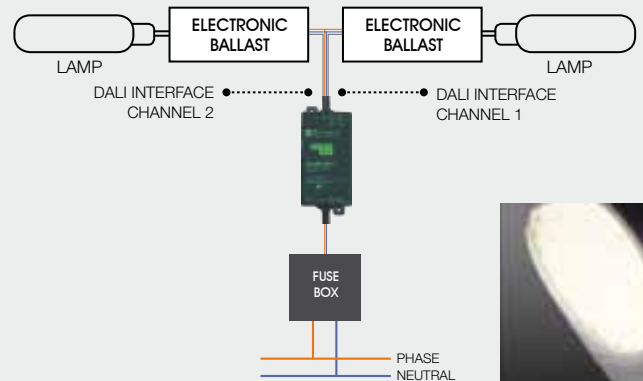 ELECTRONIC
BALLAST
ELECTRONIC
BALLAST
LAMP
LAMP
DALI INTERFACE
CHANNEL 2
DALI INTERFACE
CHANNEL 1
FUSE
BOX
PHASE
NEUTRAL